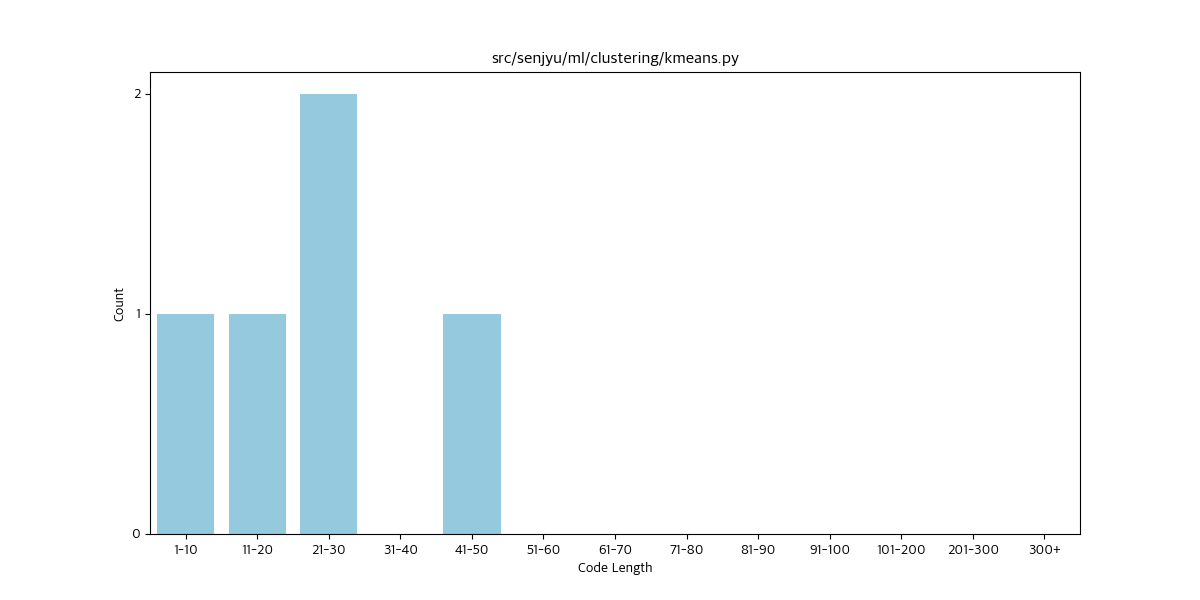 src/senjyu/ml/clustering/kmeans.py
Count
2
1
0
1-10 11-20 21-30 31-40 41-50 51-60 61-70 71-80 81-90 91-100 101-200 201-300 300+
Code Length